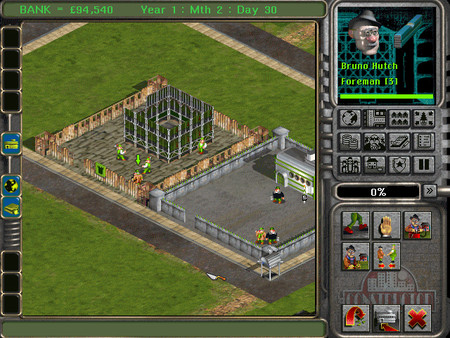 BANK = £94,540 Year 1 : Mth 2 : Day 30
Bruno Hutch
Foreman (3)
0%
»